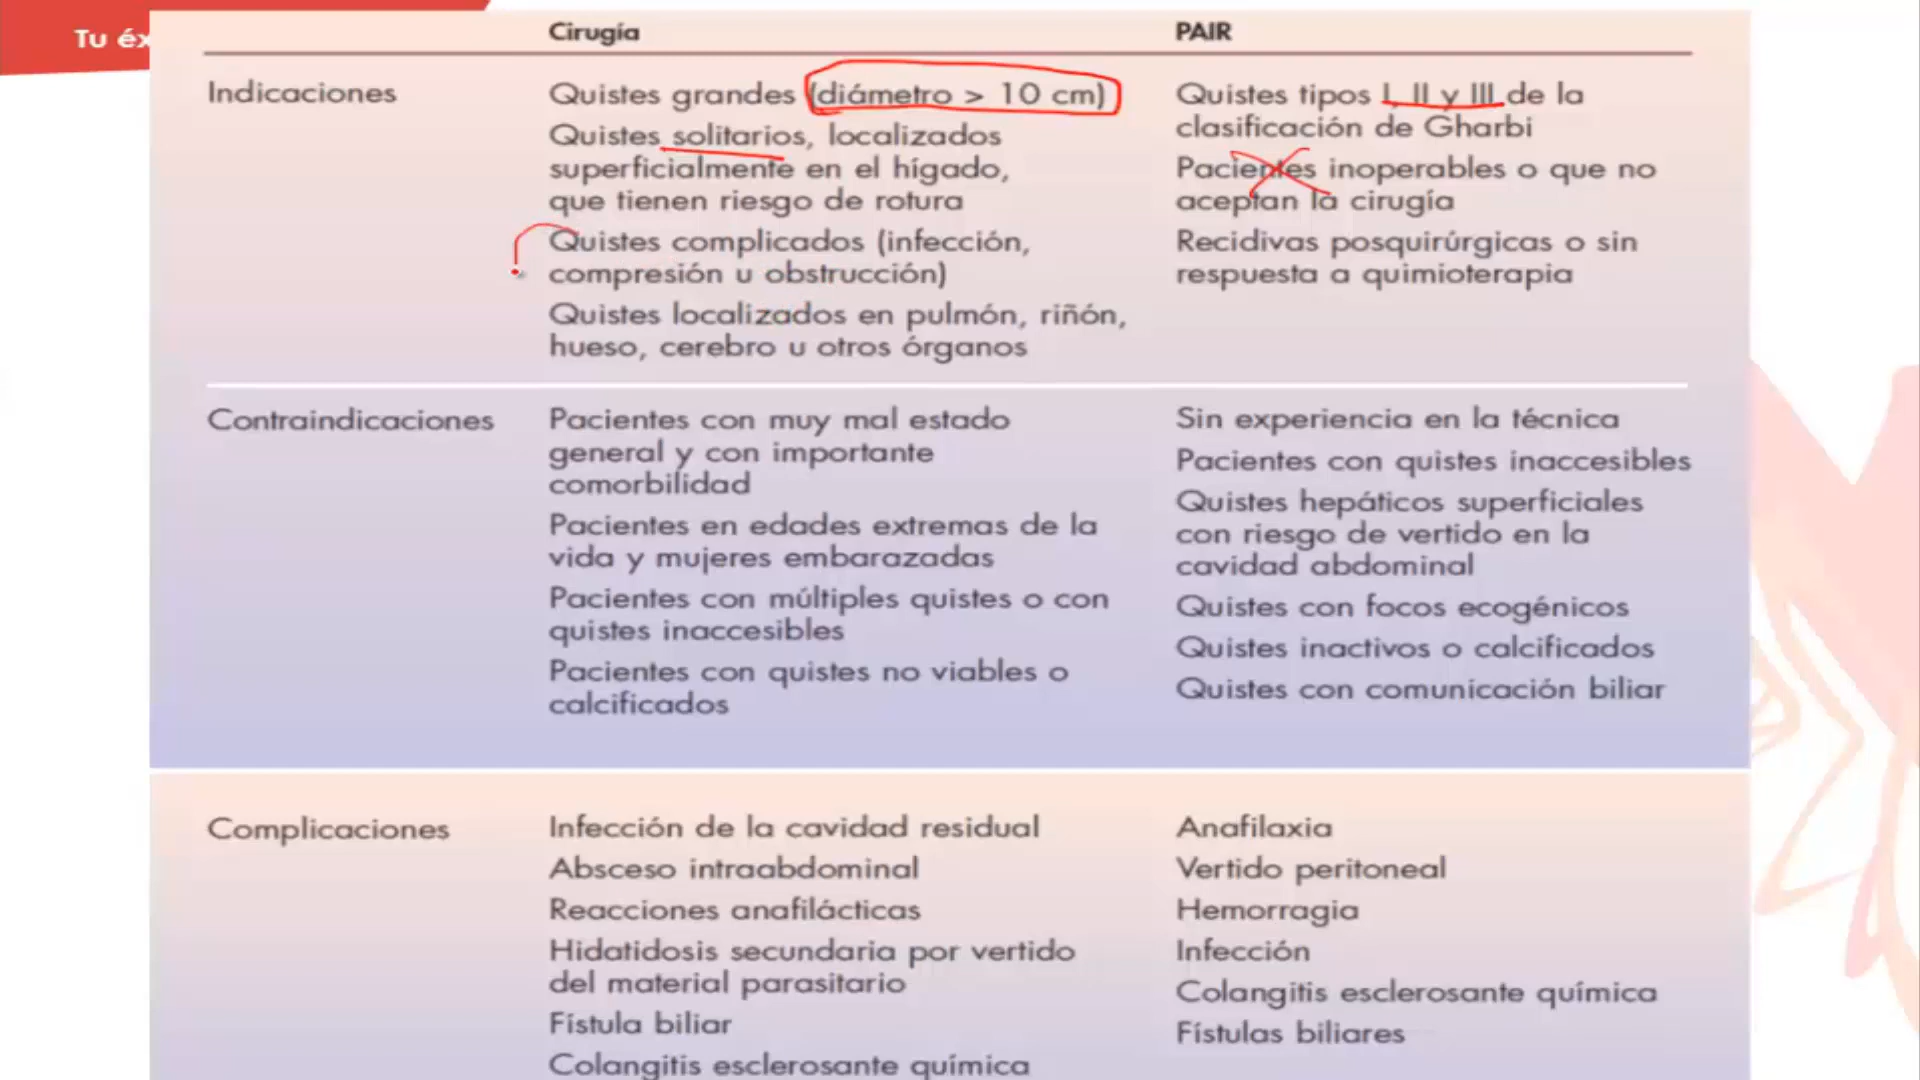 Tu éx
Cirugía
PAIR
Indicaciones
Quistes grandes (diámetro > 10 cm)
Quistes solitarios, localizados
superficialmente en el hígado,
que tienen riesgo de rotura
Quistes complicados (infección,
compresión u obstrucción)
Quistes localizados en pulmón, riñón,
hueso, cerebro u otros órganos
Quistes tipos I, II y III de la
clasificación de Gharbi
Pacientes inoperables o que no
aceptan la cirugía
Recidivas posquirúrgicas o sin
respuesta a quimioterapia
Contraindicaciones
Pacientes con muy mal estado
general y con importante
comorbilidad
Pacientes en edades extremas de la
vida y mujeres embarazadas
Pacientes con múltiples quistes o con
quistes inaccesibles
Pacientes con quistes no viables o
calcificados
Sin experiencia en la técnica
Pacientes con quistes inaccesibles
Quistes hepáticos superficiales
con riesgo de vertido en la
cavidad abdominal
Quistes con focos ecogénicos
Quistes inactivos o calcificados
Quistes con comunicación biliar
Complicaciones
Infección de la cavidad residual
Absceso intraabdominal
Reacciones anafilácticas
Hidatidosis secundaria por vertido
del material parasitario
Fístula biliar
Colangitis esclerosante química
Anafilaxia
Vertido peritoneal
Hemorragia
Infección
Colangitis esclerosante química
Fístulas biliares